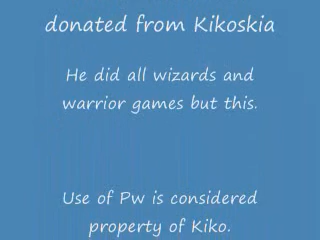 donated from Kikoskia
He did all wizards and
warrior games but this.
Use of Pw is considered
property of Kiko.